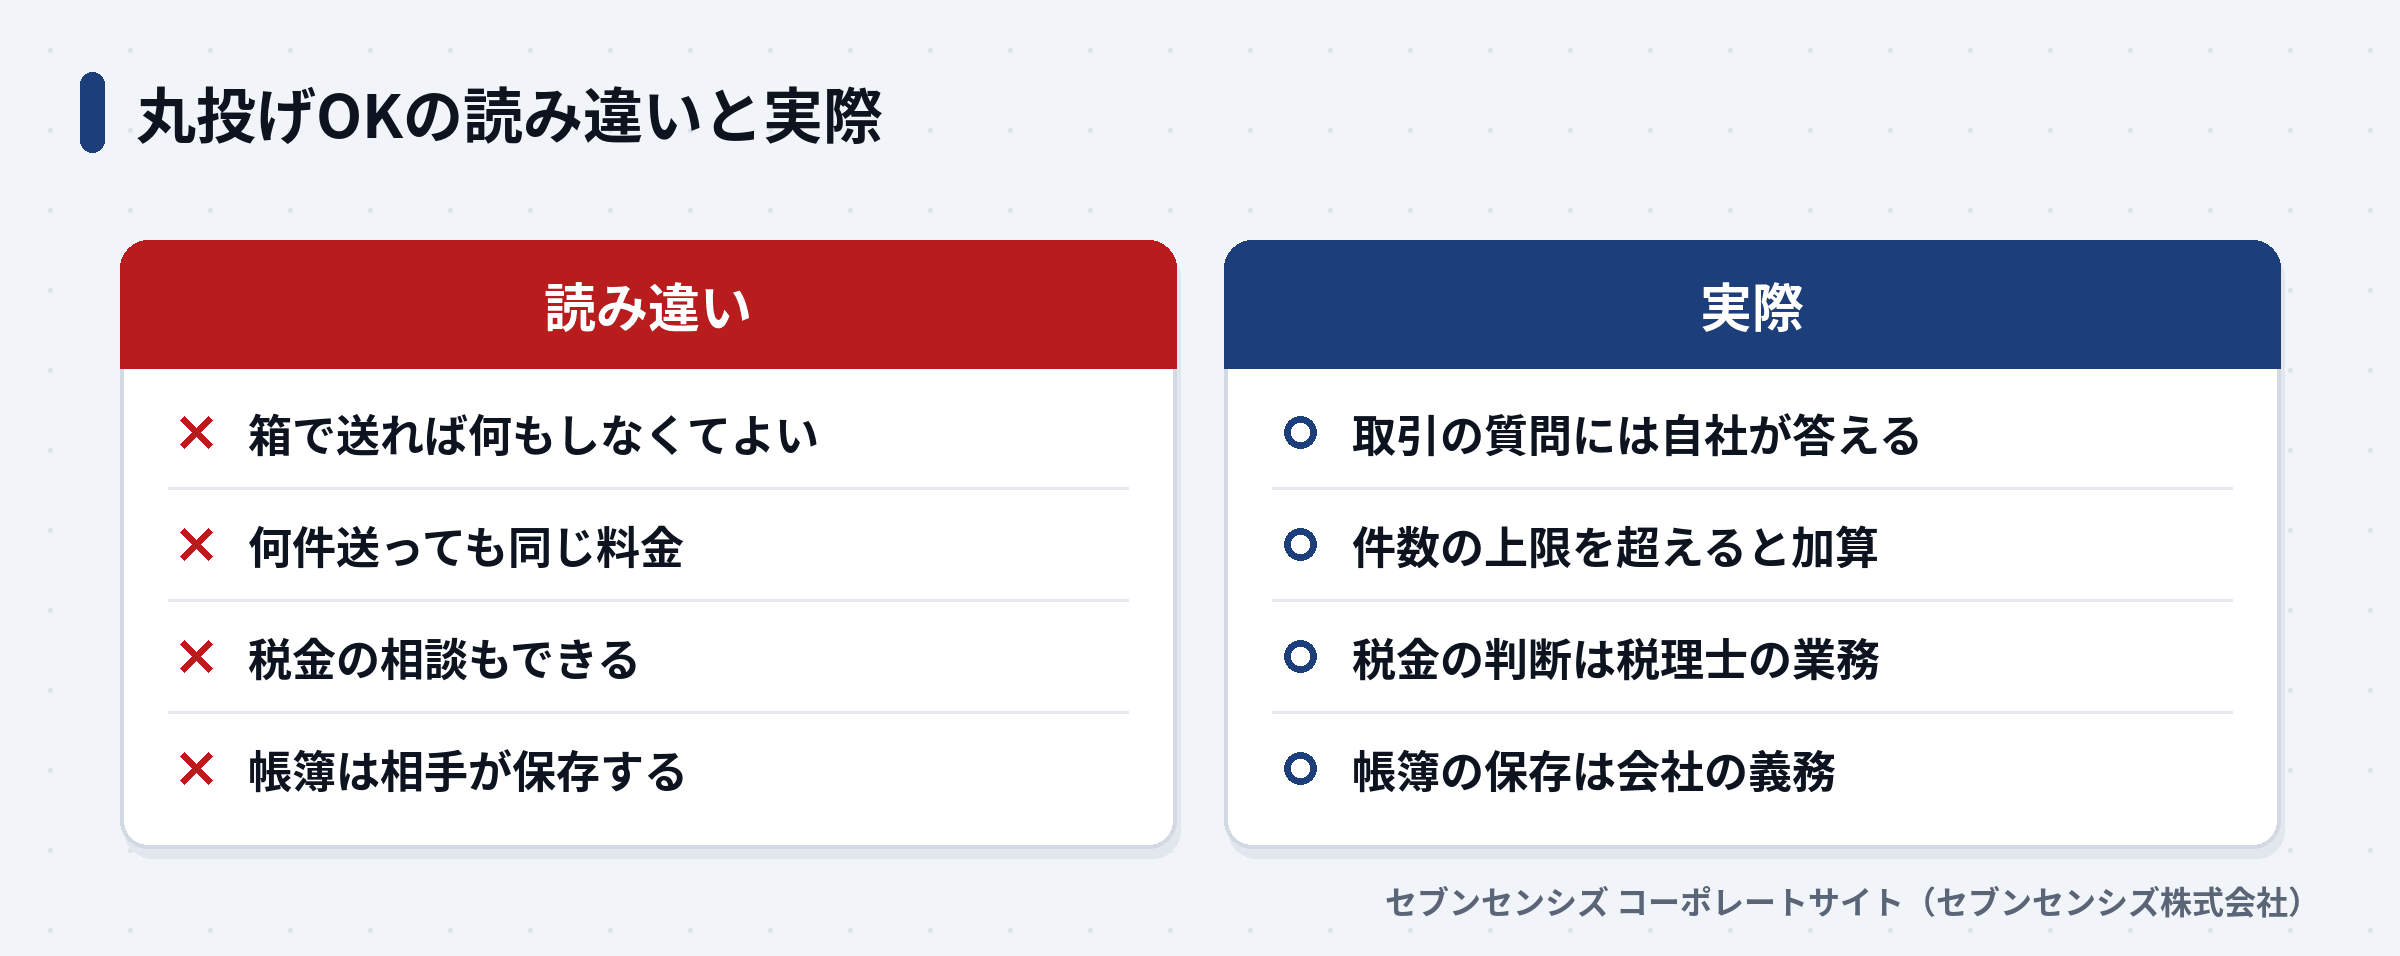 丸投げOKの読み違いと実際
読み違い
箱で送れば何もしなくてよい
何件送っても同じ料金
税金の相談もできる
帳簿は相手が保存する
実際
取引の質問には自社が答える
件数の上限を超えると加算
税金の判断は税理士の業務
帳簿の保存は会社の義務
セブンセンシズ コーポレートサイト（セブンセンシズ株式会社）